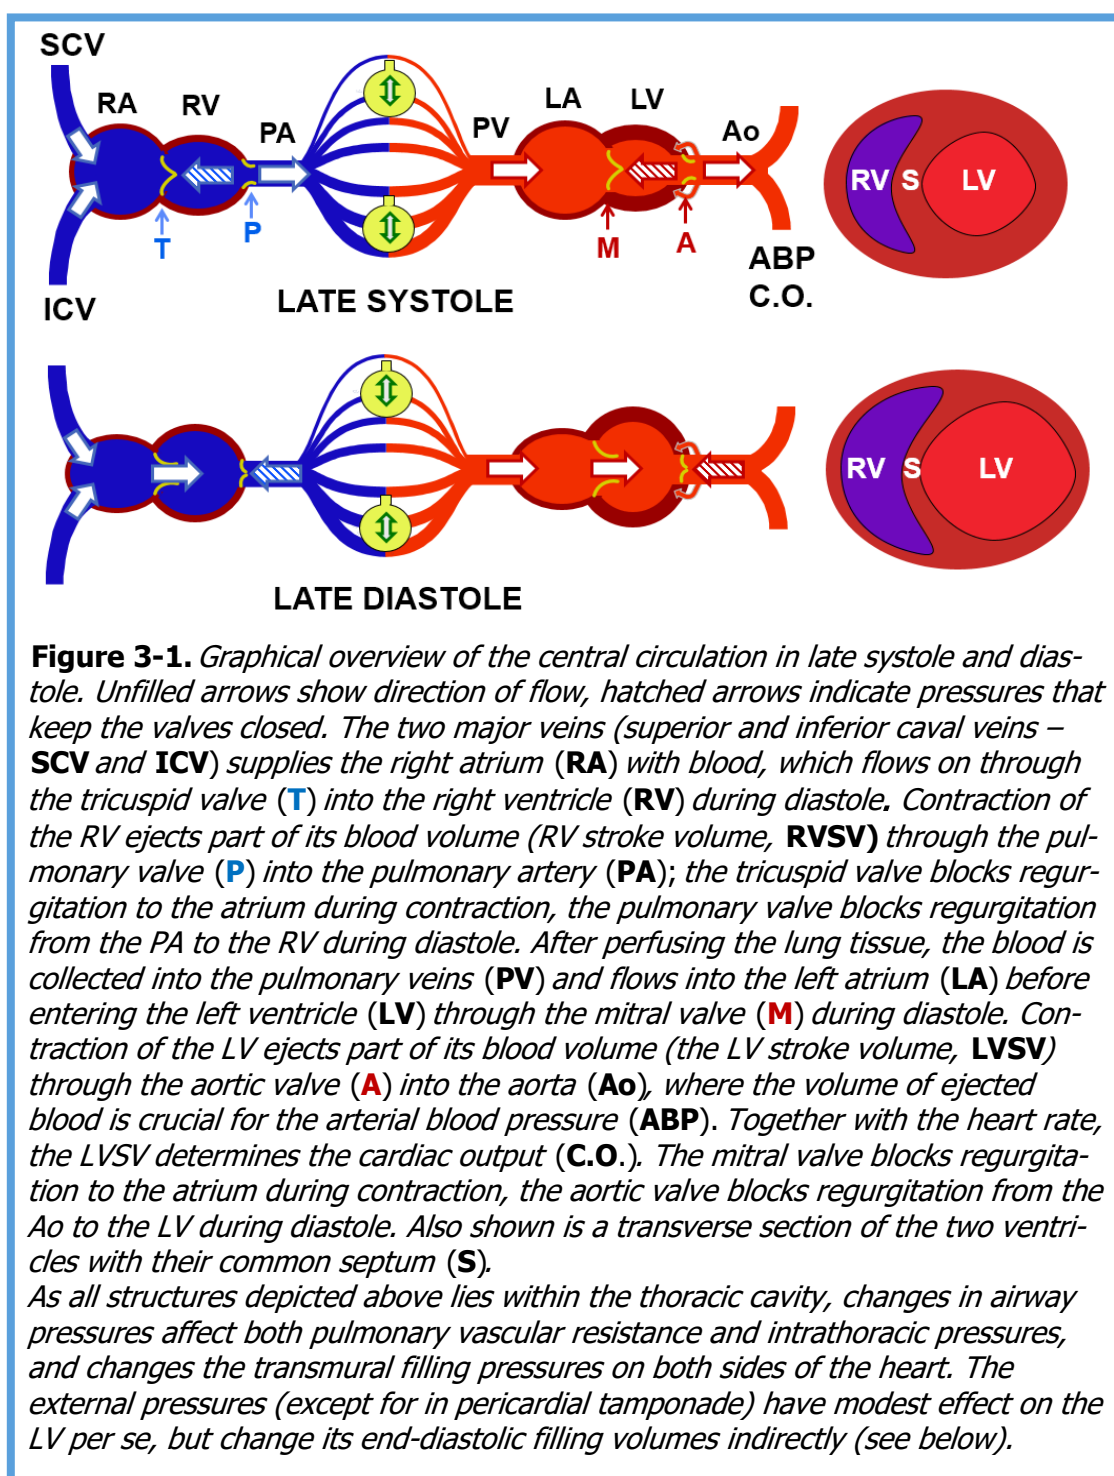 SCV
RA RV PA PV LA LV Ao
RV S LV
T P M A
ABP
C.O.
ICV
LATE SYSTOLE
RV S LV
LATE DIASTOLE
Figure 3-1. Graphical overview of the central circulation in late systole and dias-
tole. Unfilled arrows show direction of flow, hatched arrows indicate pressures that
keep the valves closed. The two major veins (superior and inferior caval veins –
SCV and ICV) supplies the right atrium (RA) with blood, which flows on through
the tricuspid valve (T) into the right ventricle (RV) during diastole. Contraction of
the RV ejects part of its blood volume (RV stroke volume, RVSV) through the pul-
monary valve (P) into the pulmonary artery (PA); the tricuspid valve blocks regur-
gitation to the atrium during contraction, the pulmonary valve blocks regurgitation
from the PA to the RV during diastole. After perfusing the lung tissue, the blood is
collected into the pulmonary veins (PV) and flows into the left atrium (LA) before
entering the left ventricle (LV) through the mitral valve (M) during diastole. Con-
traction of the LV ejects part of its blood volume (the LV stroke volume, LVSV)
through the aortic valve (A) into the aorta (Ao), where the volume of ejected
blood is crucial for the arterial blood pressure (ABP). Together with the heart rate,
the LVSV determines the cardiac output (C.O.). The mitral valve blocks regurgita-
tion to the atrium during contraction, the aortic valve blocks regurgitation from the
Ao to the LV during diastole. Also shown is a transverse section of the two ventri-
cles with their common septum (S).
As all structures depicted above lies within the thoracic cavity, changes in airway
pressures affect both pulmonary vascular resistance and intrathoracic pressures,
and changes the transmural filling pressures on both sides of the heart. The
external pressures (except for in pericardial tamponade) have modest effect on the
LV per se, but change its end-diastolic filling volumes indirectly (see below).